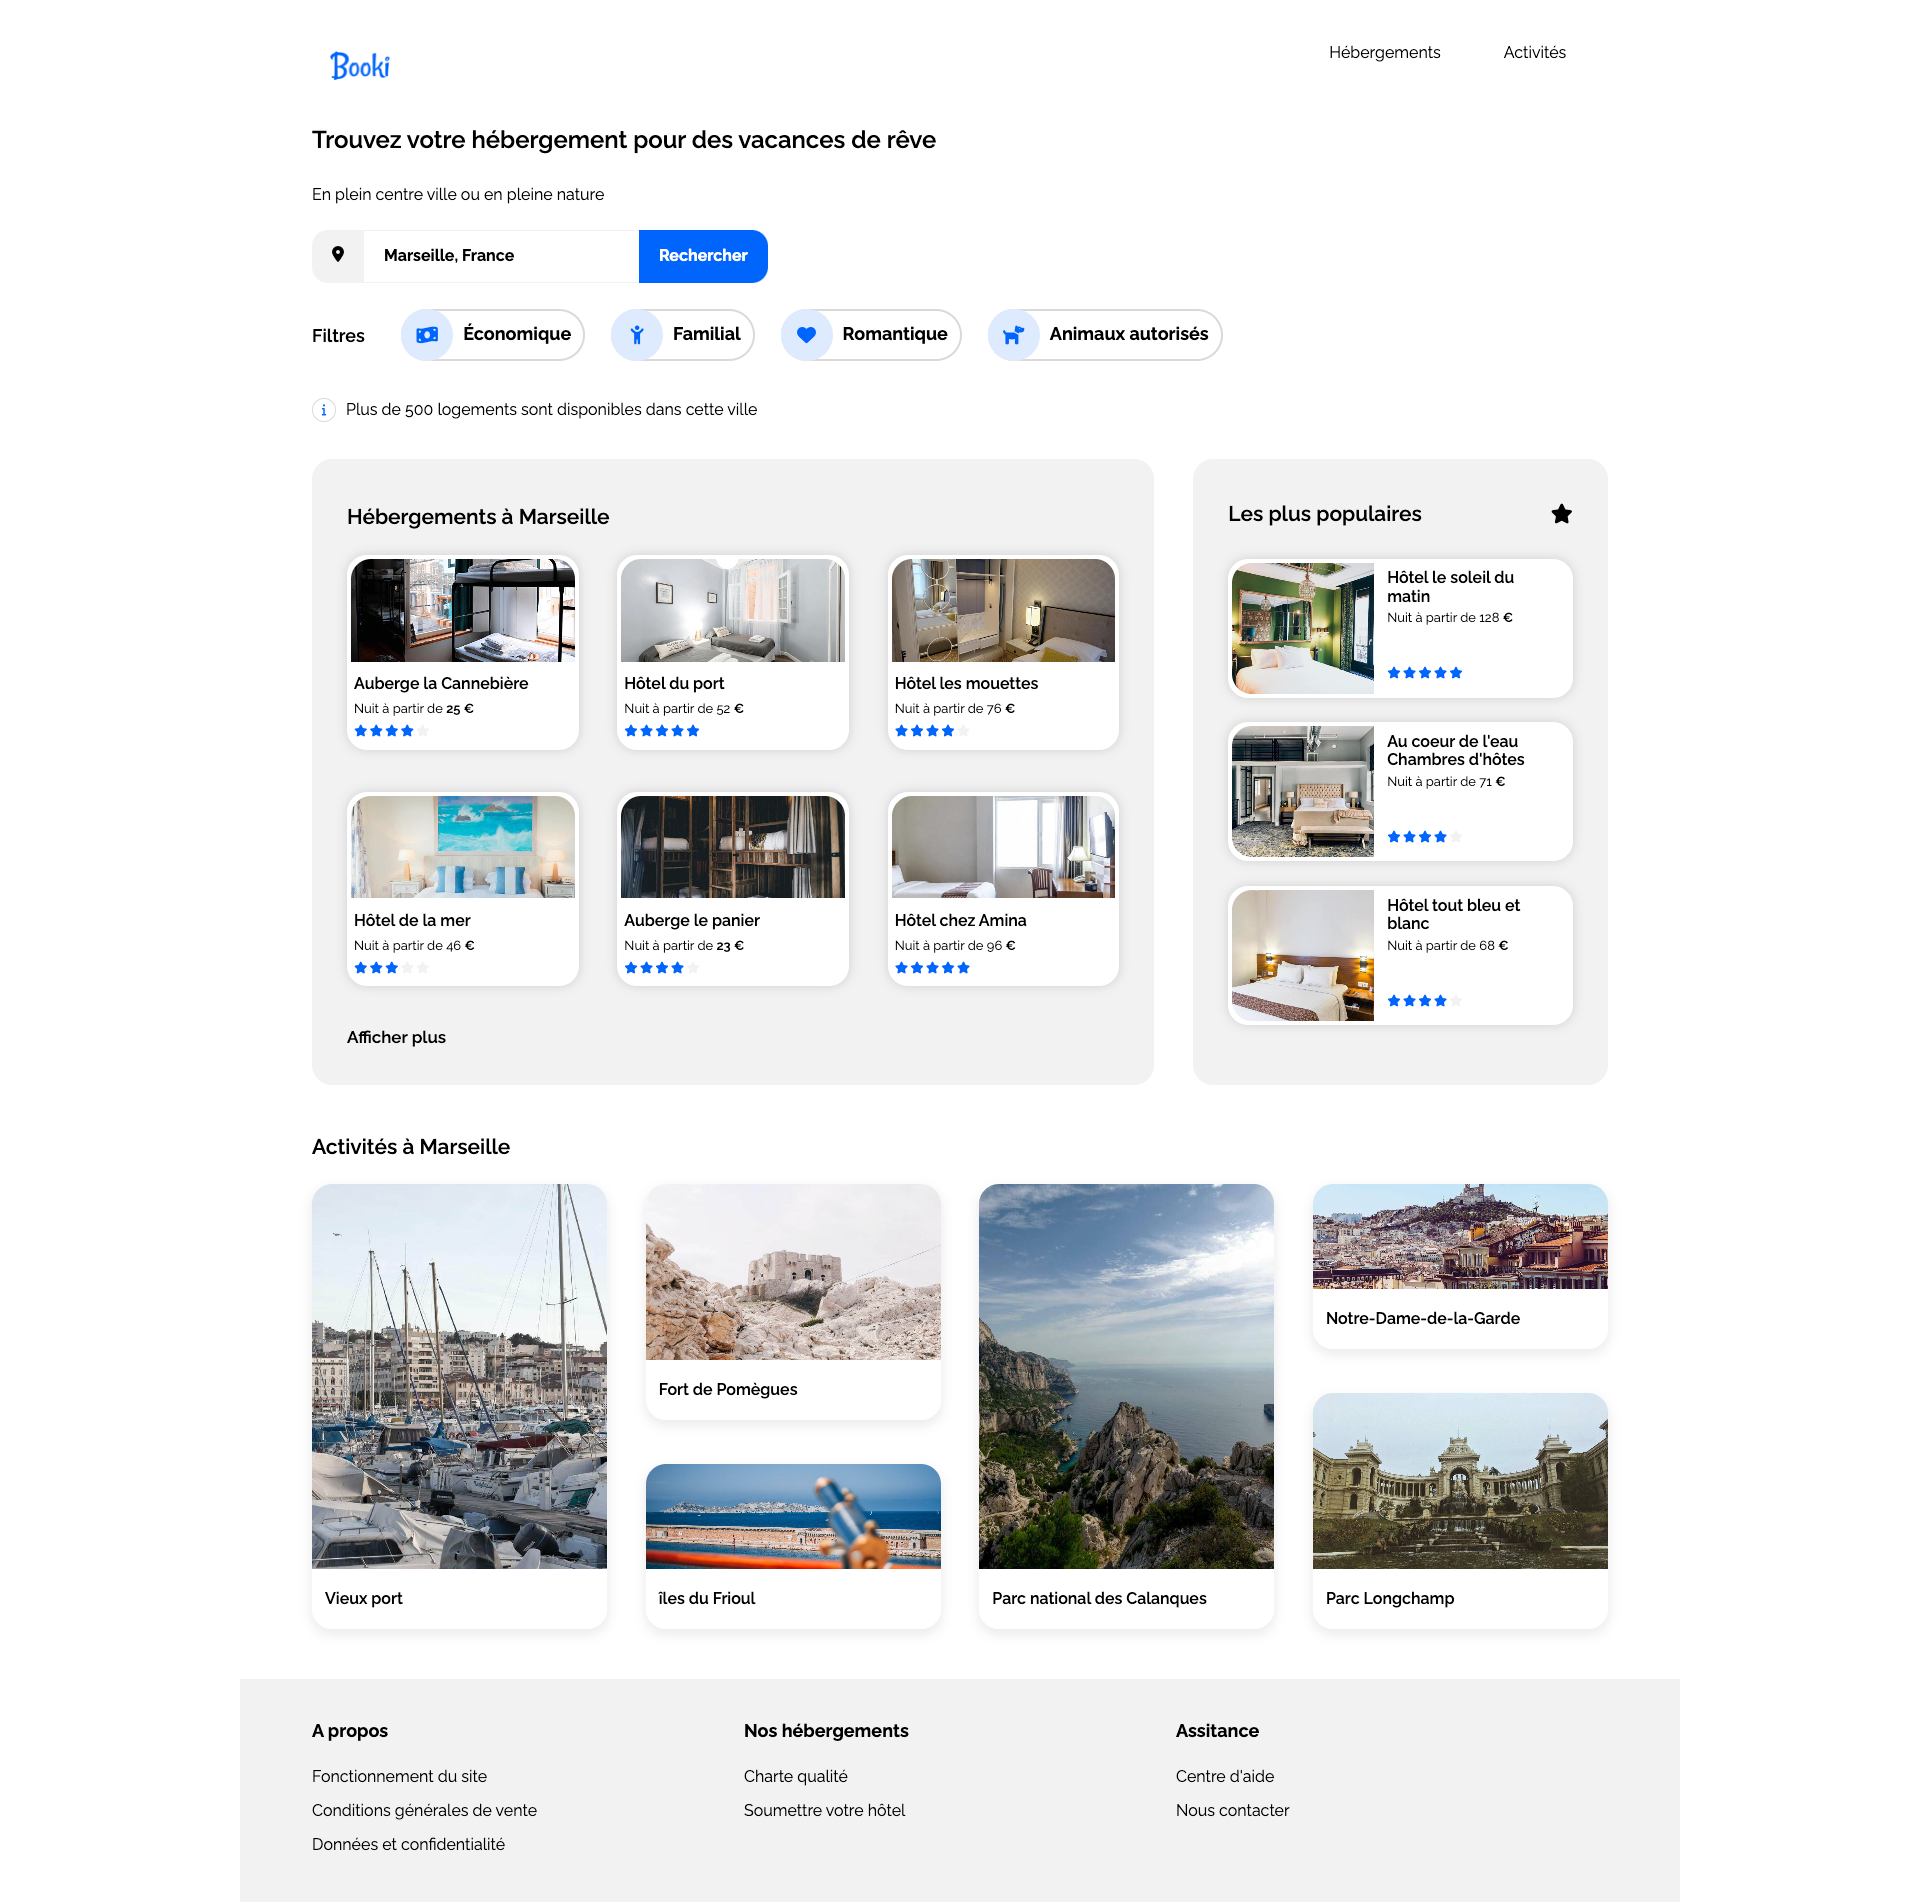 Booki
Hébergements
Activités
Trouvez votre hébergement pour des vacances de rêve
En plein centre ville ou en pleine nature
Marseille, France
Rechercher
Filtres
Économique
Familial
Romantique
Animaux autorisés
Plus de 500 logements sont disponibles dans cette ville
Hébergements à Marseille
Auberge la Cannebière
Nuit à partir de 25 €
Hôtel du port
Nuit à partir de 52 €
Hôtel les mouettes
Nuit à partir de 76 €
Hôtel de la mer
Nuit à partir de 46 €
Auberge le panier
Nuit à partir de 23 €
Hôtel chez Amina
Nuit à partir de 96 €
Afficher plus
Les plus populaires
Hôtel le soleil du
matin
Nuit à partir de 128 €
Au coeur de l'eau
Chambres d'hôtes
Nuit à partir de 71 €
Hôtel tout bleu et
blanc
Nuit à partir de 68 €
Activités à Marseille
Vieux port
Fort de Pomègues
îles du Frioul
Parc national des Calanques
Notre-Dame-de-la-Garde
Parc Longchamp
A propos
Fonctionnement du site
Conditions générales de vente
Données et confidentialité
Nos hébergements
Charte qualité
Soumettre votre hôtel
Assitance
Centre d'aide
Nous contacter